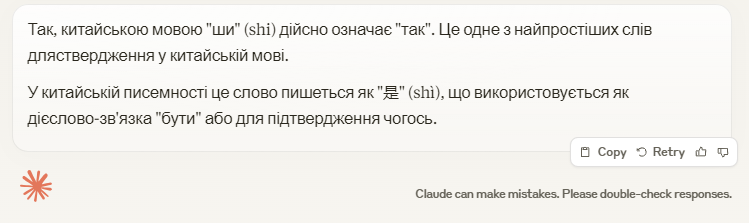 Так, китайською мовою "ши" (shi) дійсно означає "так". Це одне з найпростіших слів
дляствердження у китайській мові.
У китайській писемності це слово пишеться як "是" (shì), що використовується як
дієслово-зв'язка "бути" або для підтвердження чогось.
Copy Retry
Claude can make mistakes. Please double-check responses.